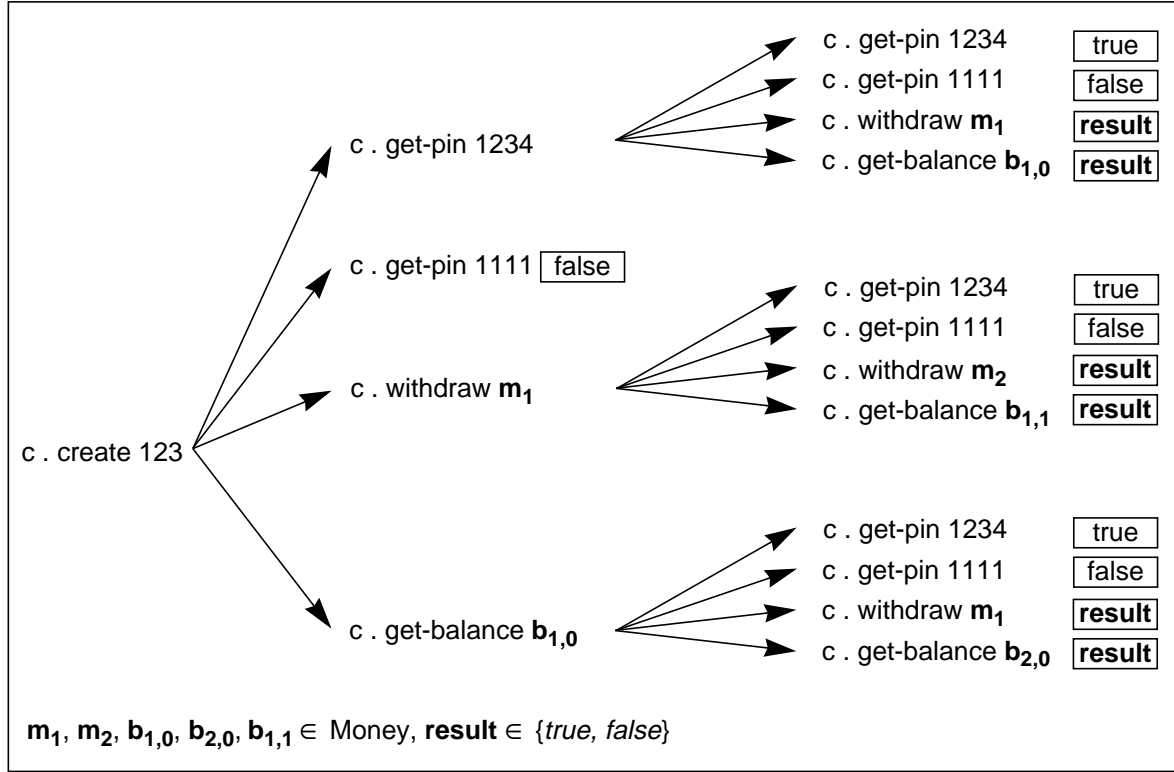 c . get-pin 1234 true
c . get-pin 1111 false
c . withdraw m1 result
c . get-balance b1,0 result
c . get-pin 1234
c . get-pin 1111 false
c . get-pin 1234 true
c . get-pin 1111 false
c . withdraw m2 result
c . get-balance b1,1 result
c . withdraw m1
c . create 123
c . get-pin 1234 true
c . get-pin 1111 false
c . withdraw m1 result
c . get-balance b2,0 result
c . get-balance b1,0
m1, m2, b1,0, b2,0, b1,1 ∈ Money, result ∈ {true, false}